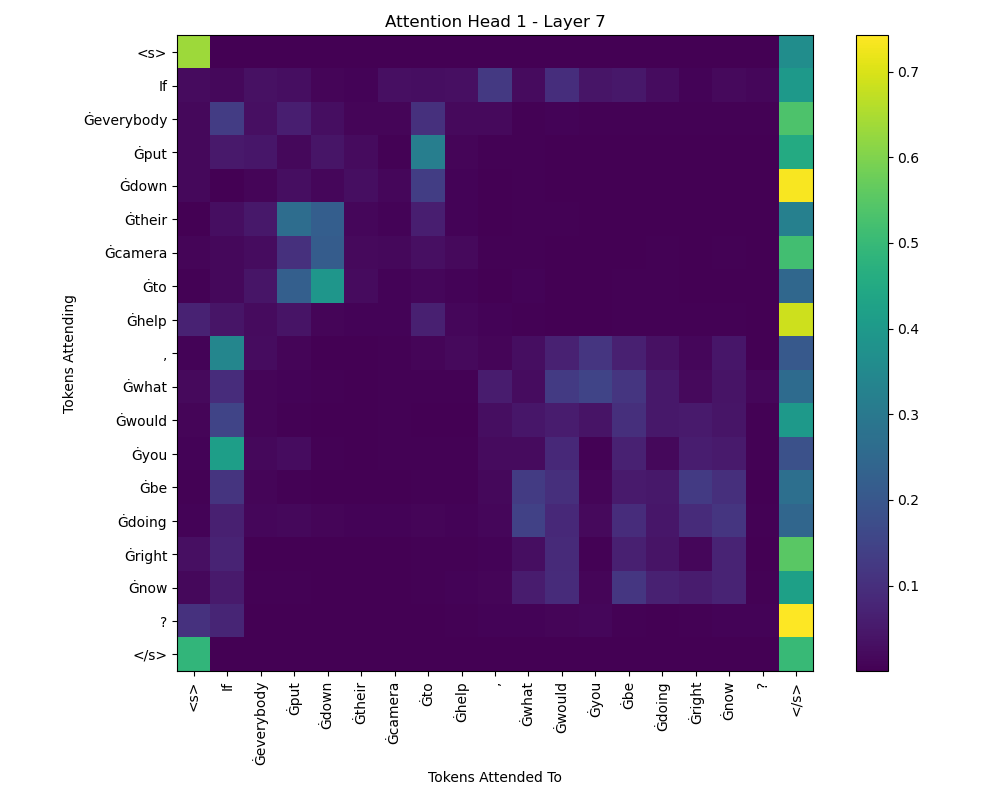 Attention Head 1 - Layer 7
Tokens Attending
<s>
If
Ġeverybody
Ġput
Ġdown
Ġtheir
Ġcamera
Ġto
Ġhelp
,
Ġwhat
Ġwould
Ġyou
Ġbe
Ġdoing
Ġright
Ġnow
?
</s>
<s>
If
Ġeverybody
Ġput
Ġdown
Ġtheir
Ġcamera
Ġto
Ġhelp
,
Ġwhat
Ġwould
Ġyou
Ġbe
Ġdoing
Ġright
Ġnow
?
</s>
Tokens Attended To
0.7
0.6
0.5
0.4
0.3
0.2
0.1